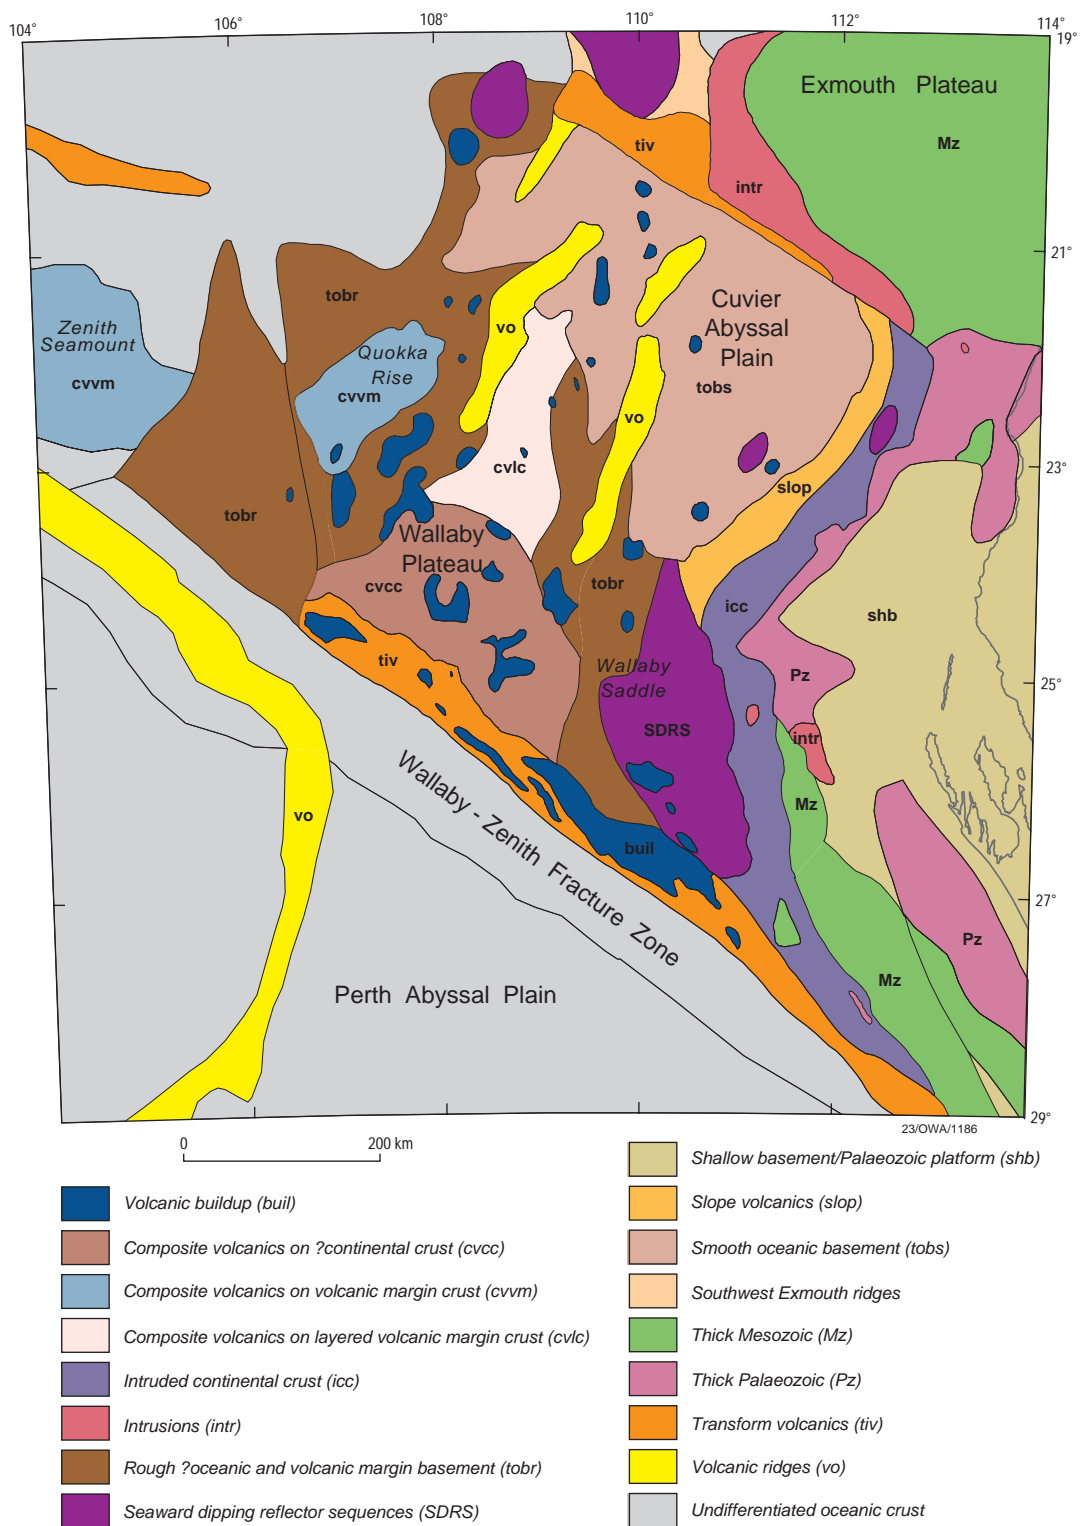 104°
106°
108°
110°
112°
114°
19°
21°
23°
25°
27°
29°
Exmouth Plateau
Mz
tiv
intr
tobr
Zenith
Seamount
cvvm
Quokka
Rise
cvvm
vo
Cuvier
Abyssal
Plain
tobs
vo
cvlc
slop
tobr
Wallaby
Plateau
cvcc
tobr
icc
shb
tiv
Wallaby
Saddle
SDRS
Pz
intr
Mz
vo
buil
Wallaby - Zenith Fracture Zone
Perth Abyssal Plain
Mz
Pz
23/OWA/1186
0 200 km
Volcanic buildup (buil)
Composite volcanics on ?continental crust (cvcc)
Composite volcanics on volcanic margin crust (cvvm)
Composite volcanics on layered volcanic margin crust (cvlc)
Intruded continental crust (icc)
Intrusions (intr)
Rough ?oceanic and volcanic margin basement (tobr)
Seaward dipping reflector sequences (SDRS)
Shallow basement/Palaeozoic platform (shb)
Slope volcanics (slop)
Smooth oceanic basement (tobs)
Southwest Exmouth ridges
Thick Mesozoic (Mz)
Thick Palaeozoic (Pz)
Transform volcanics (tiv)
Volcanic ridges (vo)
Undifferentiated oceanic crust